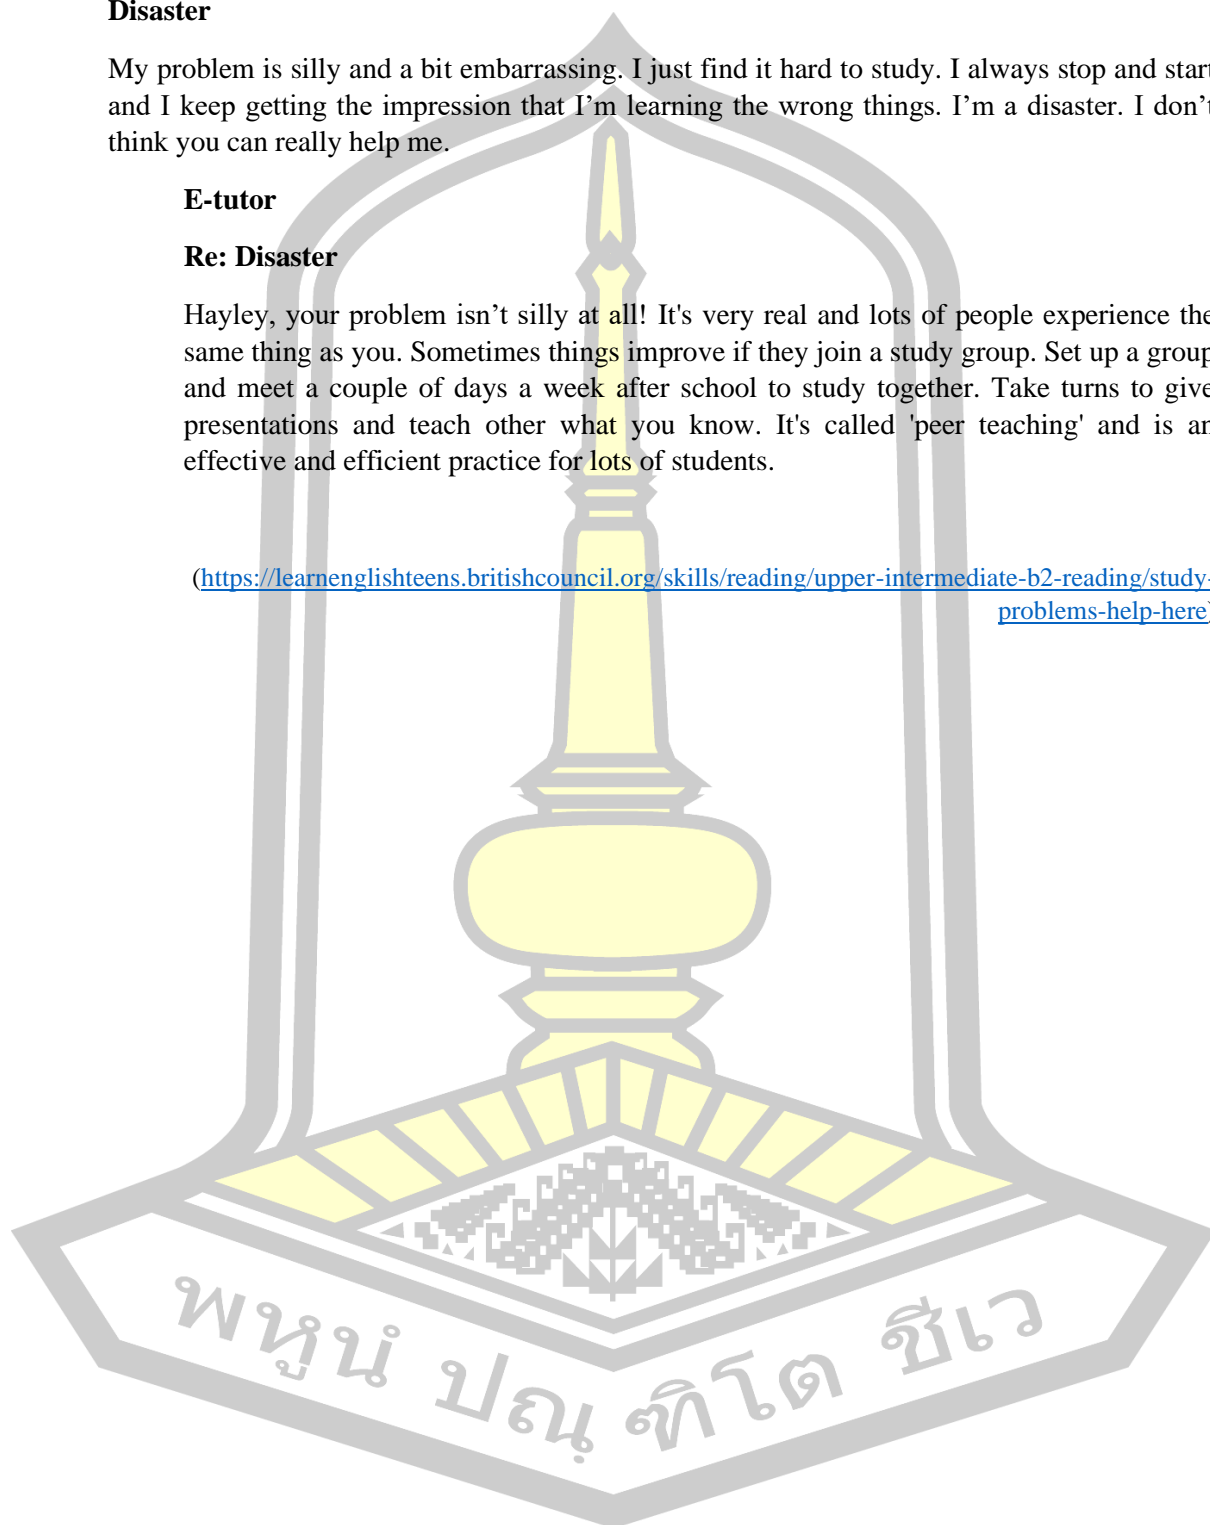 Disaster
My problem is silly and a bit embarrassing. I just find it hard to study. I always stop and start
and I keep getting the impression that I’m learning the wrong things. I’m a disaster. I don’t
think you can really help me.
E-tutor
Re: Disaster
Hayley, your problem isn’t silly at all! It's very real and lots of people experience the
same thing as you. Sometimes things improve if they join a study group. Set up a group
and meet a couple of days a week after school to study together. Take turns to give
presentations and teach other what you know. It's called 'peer teaching' and is an
effective and efficient practice for lots of students.
(https://learnenglishteens.britishcouncil.org/skills/reading/upper-intermediate-b2-reading/study-
problems-help-here)
พหูนํ ปณฺฑิโต ชีเว